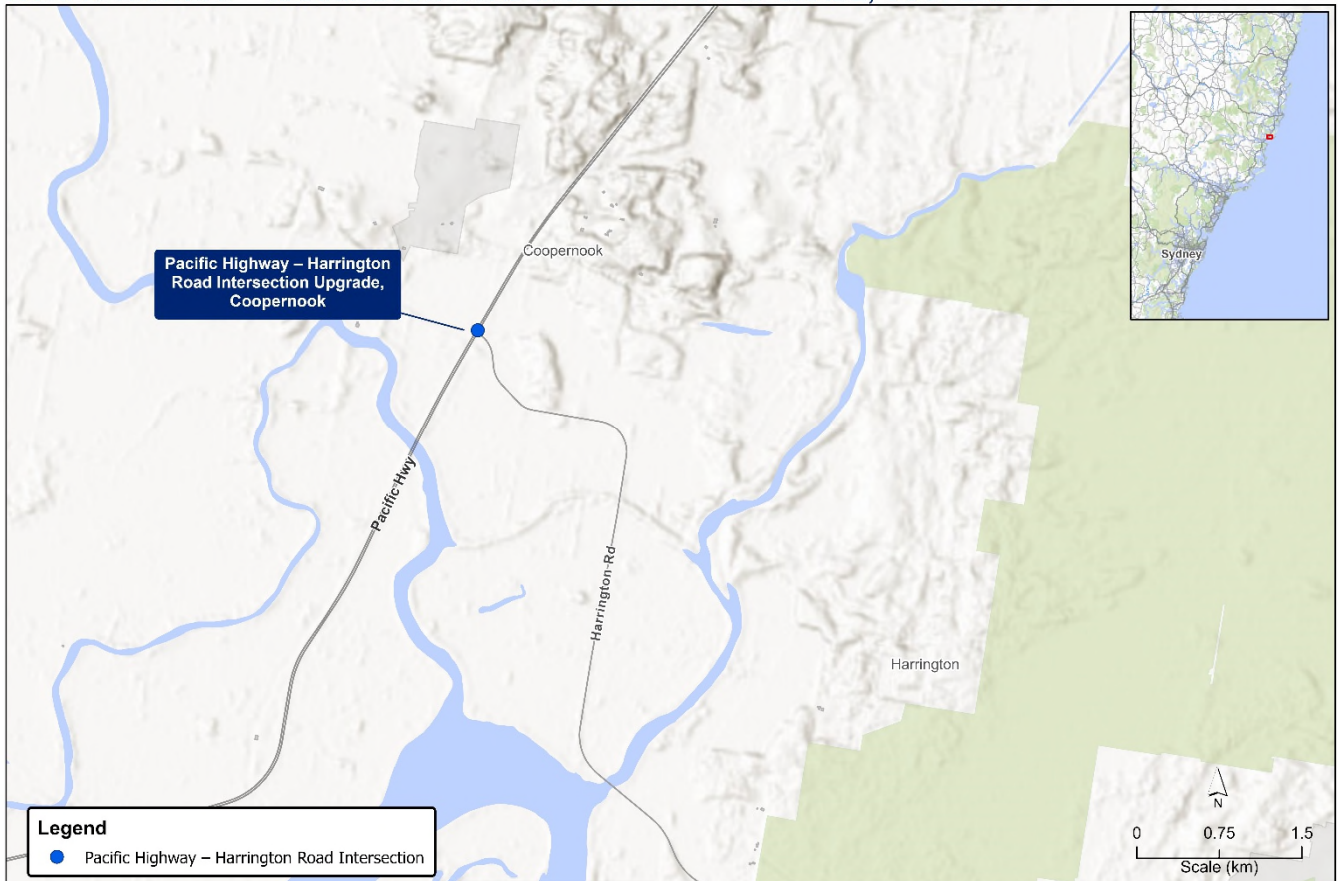 Sydney
Coopernook
Pacific Highway – Harrington
Road Intersection Upgrade,
Coopernook
Pacific Hwy
Harrington Rd
Harrington
N
0 0.75 1.5
Scale (km)
Legend
Pacific Highway – Harrington Road Intersection